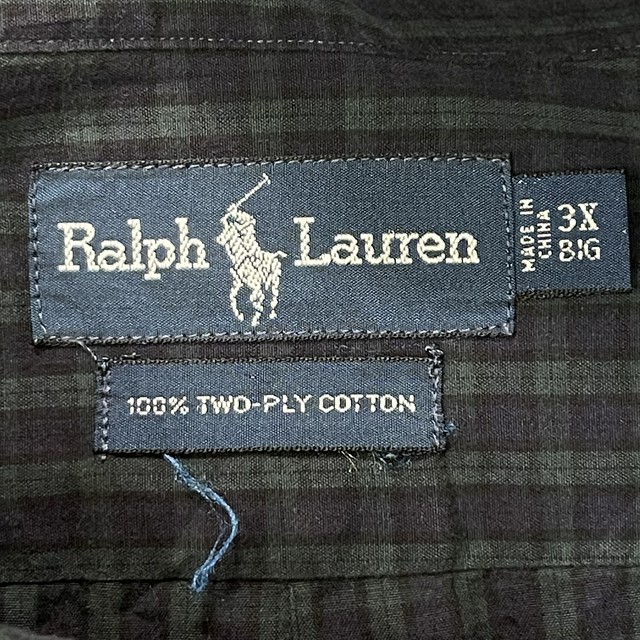 Ralph Lauren
MADE IN
CHINA
3X
BIG
100% TWO-PLY COTTON